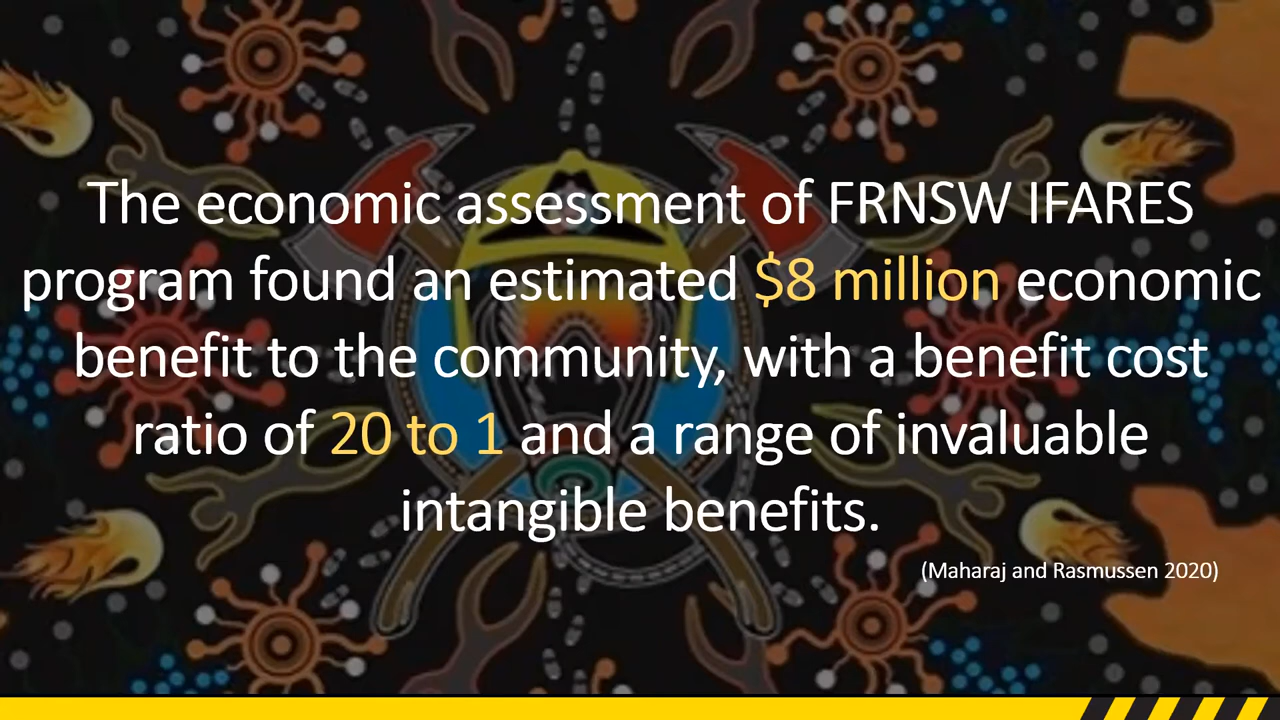 The economic assessment of FRNSW IFARES
program found an estimated $8 million economic
benefit to the community, with a benefit cost
ratio of 20 to 1 and a range of invaluable
intangible benefits.
(Maharaj and Rasmussen 2020)